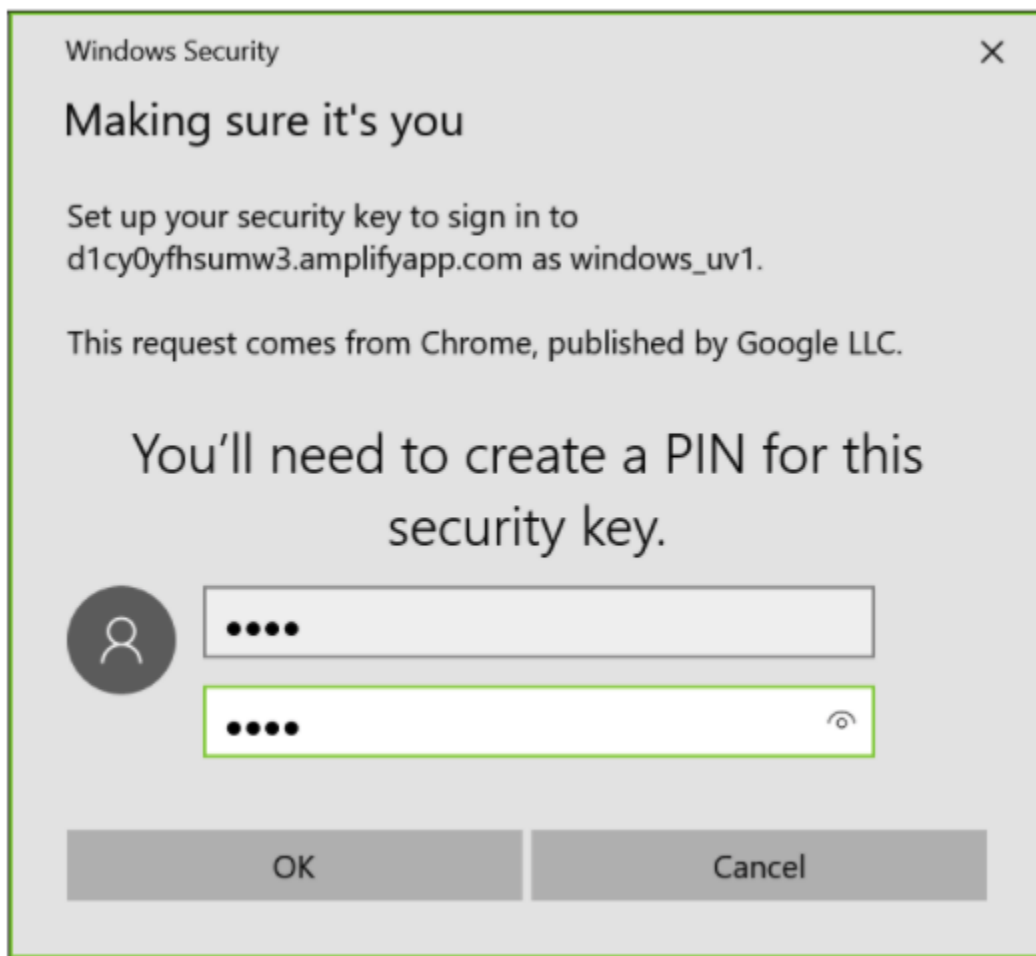 Windows Security
Making sure it's you
Set up your security key to sign in to
d1cy0yfhsumw3.amplifyapp.com as windows_uv1.
This request comes from Chrome, published by Google LLC.
You’ll need to create a PIN for this
security key.
●●●●
●●●●
OK
Cancel